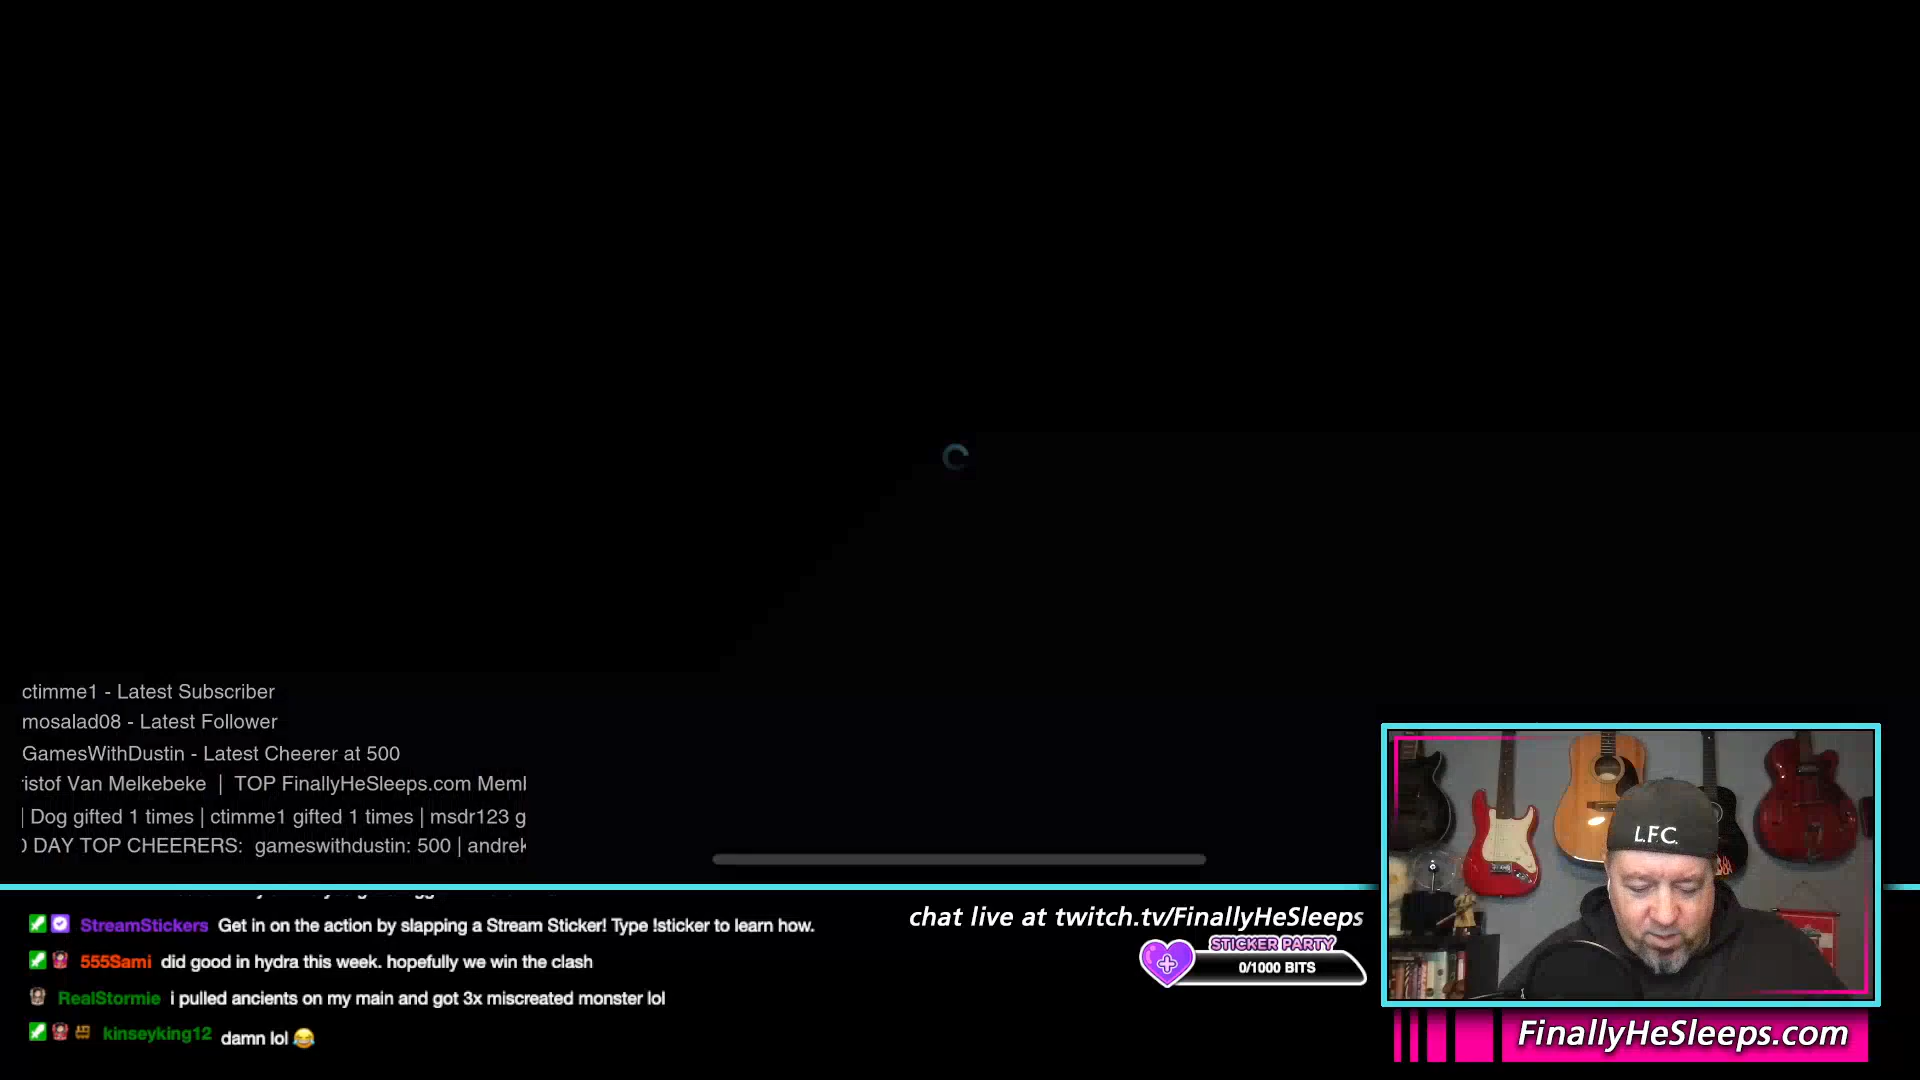 ctimme1 - Latest Subscriber
mosalad08 - Latest Follower
GamesWithDustin - Latest Cheerer at 500
ristof Van Melkebeke | TOP FinallyHeSleeps.com Meml
| Dog gifted 1 times | ctimme1 gifted 1 times | msdr123 g
DAY TOP CHEERERS: gameswithdustin: 500 | andrek
StreamStickers Get in on the action by slapping a Stream Sticker! Type !sticker to learn how.
555Sami did good in hydra this week. hopefully we win the clash
RealStormie i pulled ancients on my main and got 3x miscreated monster lol
kinseyking12 damn lol 😂
chat live at twitch.tv/FinallyHeSleeps
STICKER PARTY
0/1000 BITS
L.F.C.
FinallyHeSleeps.com